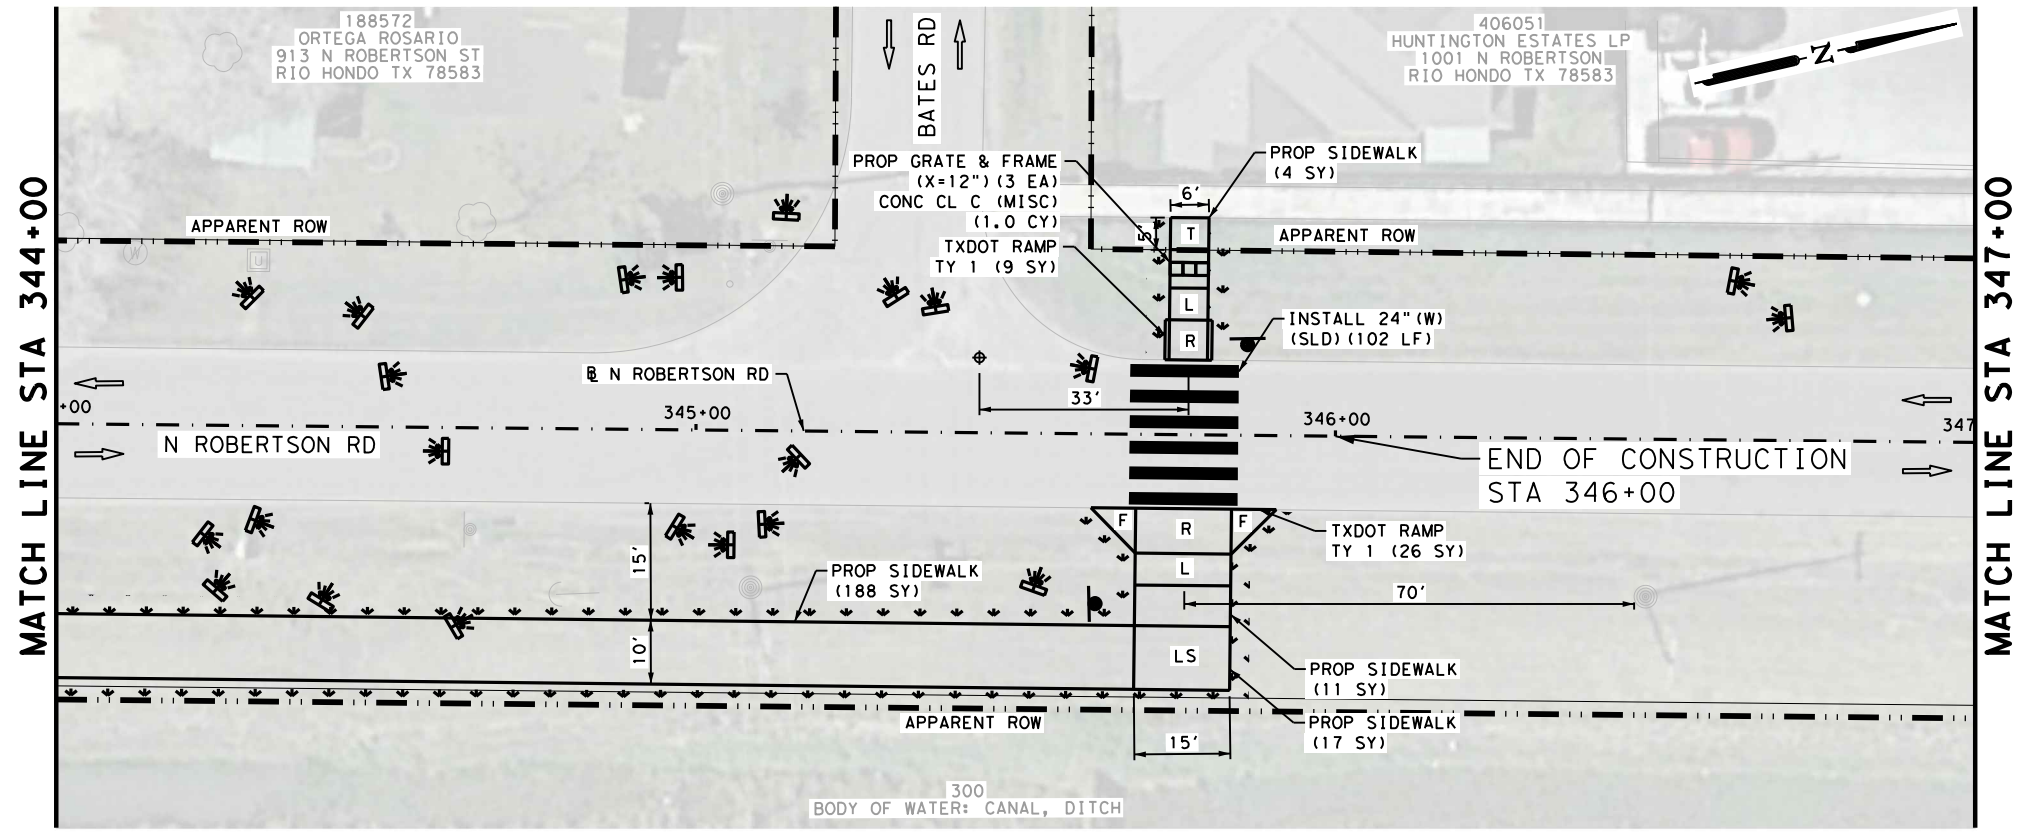 188572
ORTEGA ROSARIO
913 N ROBERTSON ST
RIO HONDO TX 78583
BATES RD
406051
HUNTINGTON ESTATES LP
1001 N ROBERTSON
RIO HONDO TX 78583
N
MATCH LINE STA 344+00
MATCH LINE STA 347+00
PROP GRATE & FRAME
(X=12") (3 EA)
CONC CL C (MISC)
(1.0 CY)
TXDOT RAMP
TY 1 (9 SY)
PROP SIDEWALK
(4 SY)
6'
5'
T
L
R
APPARENT ROW
APPARENT ROW
W
U
INSTALL 24" (W)
(SLD) (102 LF)
B L N ROBERTSON RD
33'
+00
345+00
346+00
347
N ROBERTSON RD
END OF CONSTRUCTION
STA 346+00
F
R
F
L
LS
TXDOT RAMP
TY 1 (26 SY)
15'
10'
PROP SIDEWALK
(188 SY)
70'
PROP SIDEWALK
(11 SY)
PROP SIDEWALK
(17 SY)
APPARENT ROW
15'
300
BODY OF WATER: CANAL, DITCH